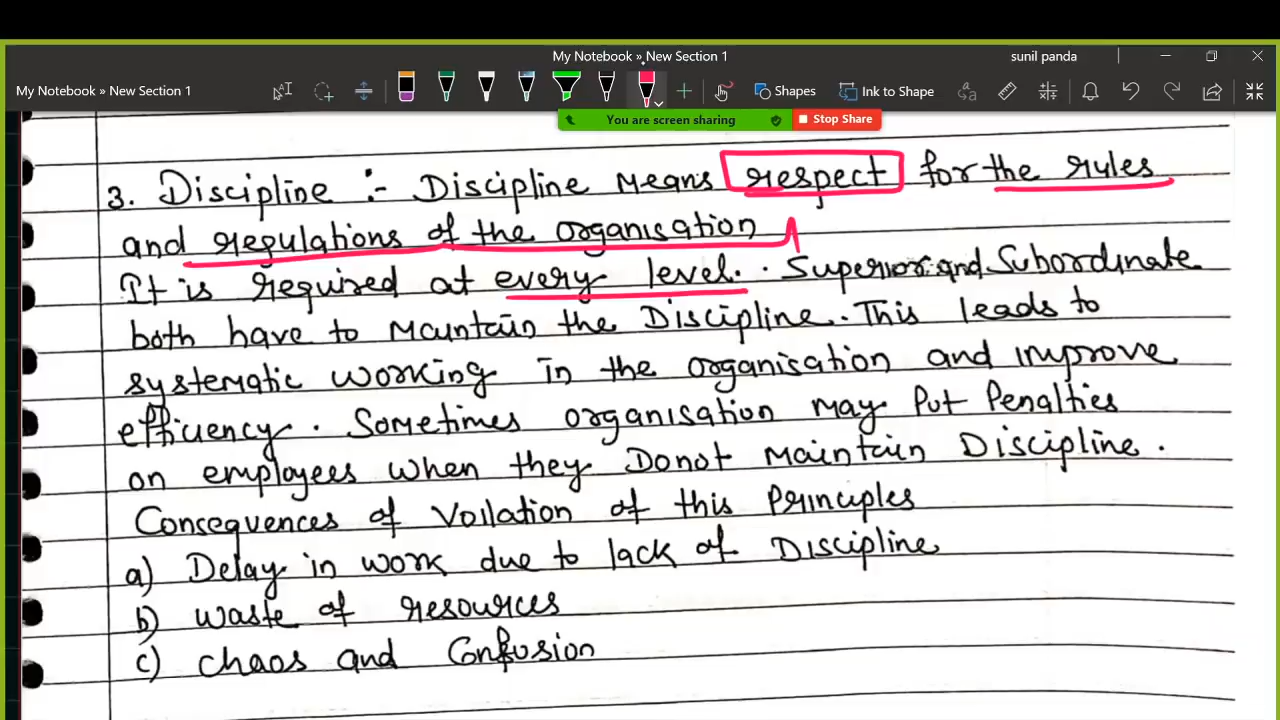 My Notebook » New Section 1
sunil panda
My Notebook » New Section 1
Shapes
Ink to Shape
You are screen sharing
Stop Share
3. Discipline :- Discipline Means respect for the rules
and regulations of the organisation
It is required at every level. . Superior and Subordinate
both have to Maintain the Discipline. This leads to
systematic working in the organisation and improve
efficiency. Sometimes organisation may Put Penalties
on employees when they Donot Maintain Discipline.
Consequences of Voilation of this Principles
a) Delay in work due to lack of Discipline
b) waste of resources
c) chaos and Confusion